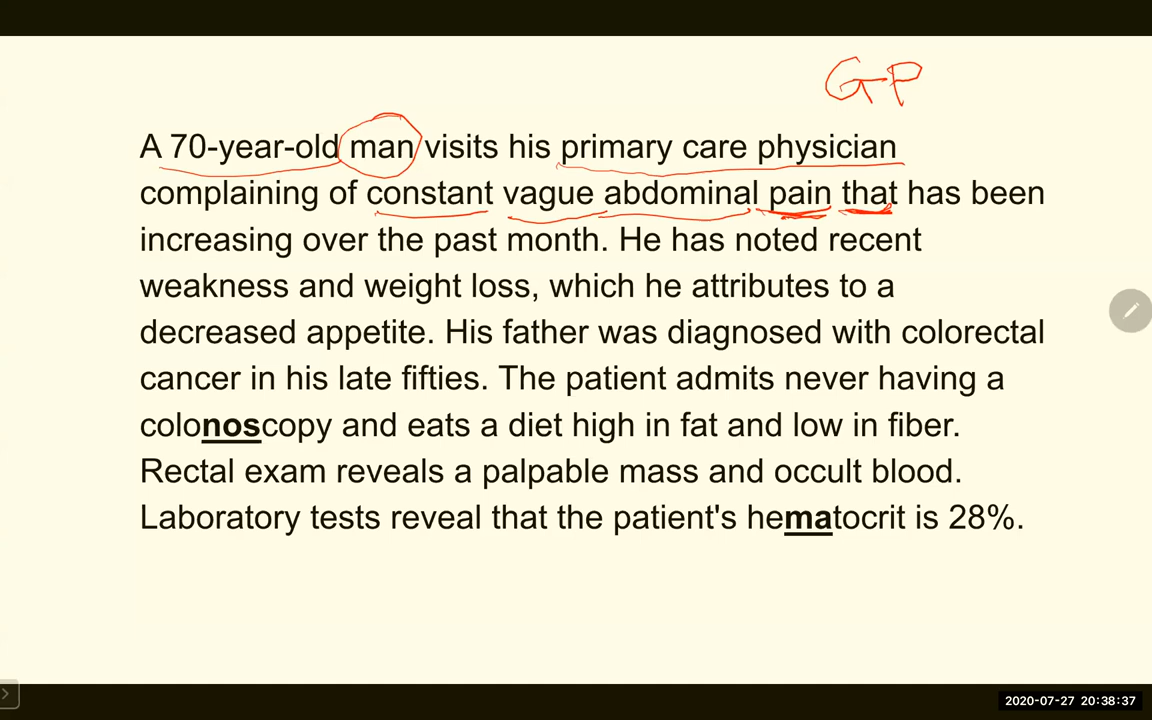 GP
A 70-year-old man visits his primary care physician
complaining of constant vague abdominal pain that has been
increasing over the past month. He has noted recent
weakness and weight loss, which he attributes to a
decreased appetite. His father was diagnosed with colorectal
cancer in his late fifties. The patient admits never having a
colonoscopy and eats a diet high in fat and low in fiber.
Rectal exam reveals a palpable mass and occult blood.
Laboratory tests reveal that the patient's hematocrit is 28%.
2020-07-27 20:38:37